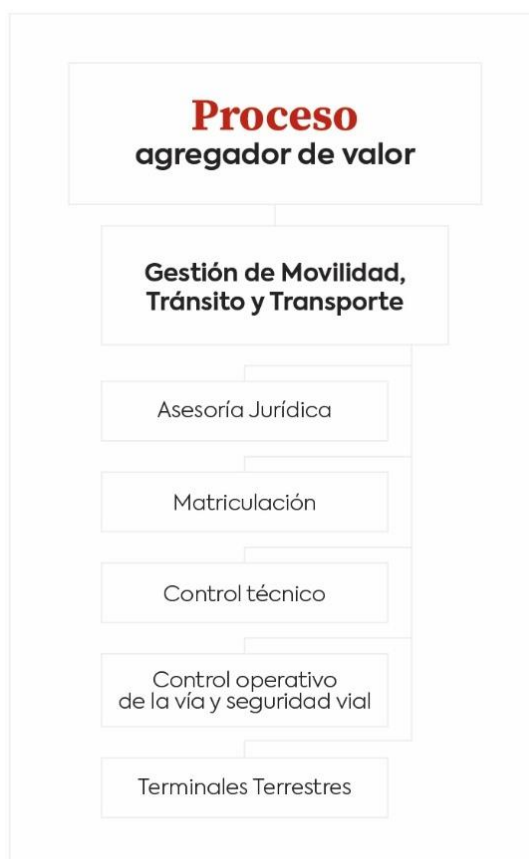 Proceso
agregador de valor
Gestión de Movilidad,
Tránsito y Transporte
Asesoría Jurídica
Matriculación
Control técnico
Control operativo
de la vía y seguridad vial
Terminales Terrestres